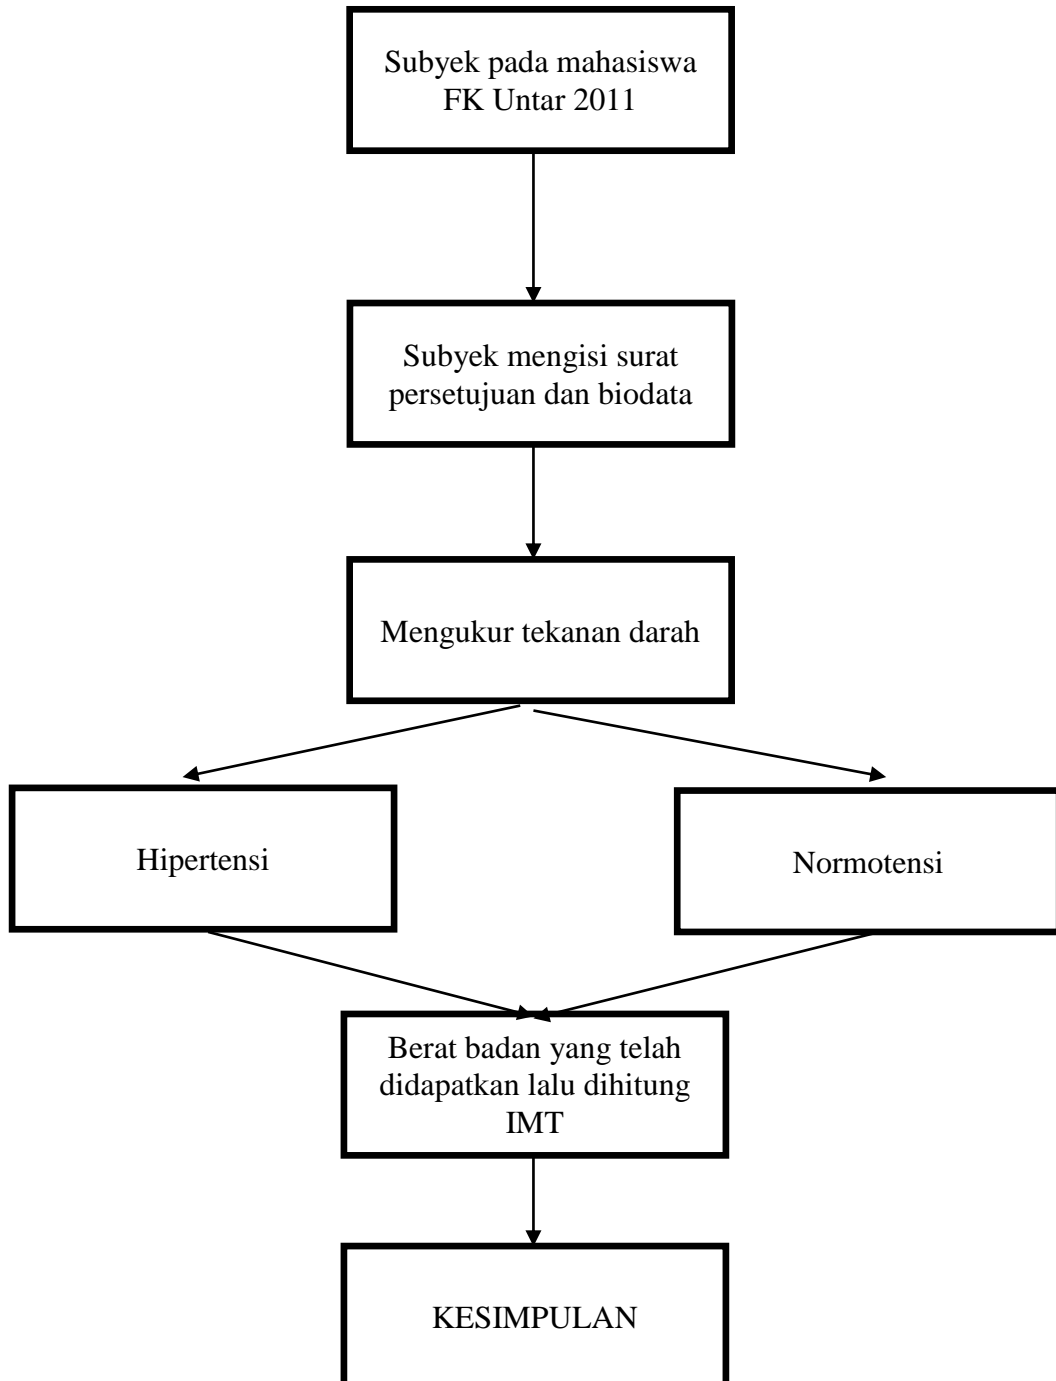 Subyek pada mahasiswa
FK Untar 2011
Subyek mengisi surat
persetujuan dan biodata
Mengukur tekanan darah
Hipertensi
Normotensi
Berat badan yang telah
didapatkan lalu dihitung
IMT
KESIMPULAN